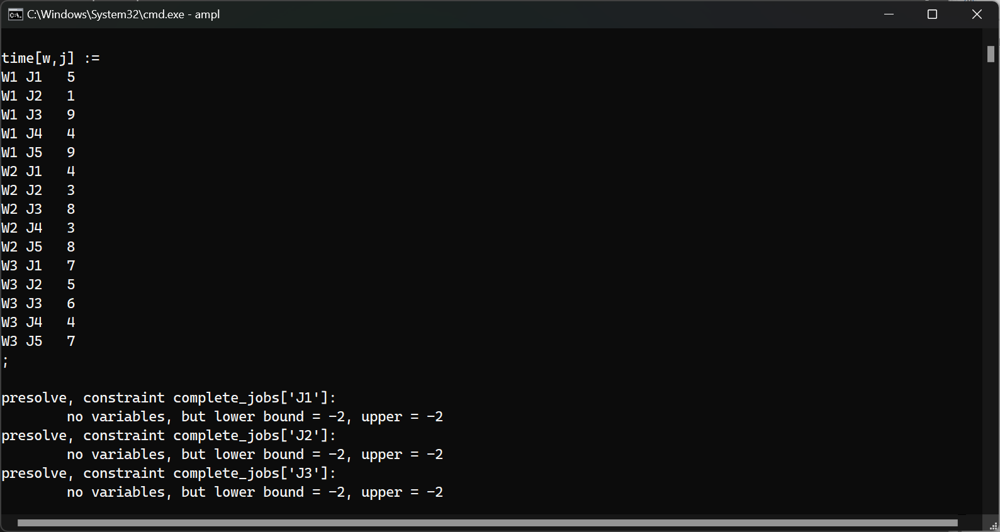 C:\Windows\System32\cmd.exe - ampl
time[w,j] :=
W1 J1   5
W1 J2   1
W1 J3   9
W1 J4   4
W1 J5   9
W2 J1   4
W2 J2   3
W2 J3   8
W2 J4   3
W2 J5   8
W3 J1   7
W3 J2   5
W3 J3   6
W3 J4   4
W3 J5   7
;
presolve, constraint complete_jobs['J1']:
        no variables, but lower bound = -2, upper = -2
presolve, constraint complete_jobs['J2']:
        no variables, but lower bound = -2, upper = -2
presolve, constraint complete_jobs['J3']:
        no variables, but lower bound = -2, upper = -2